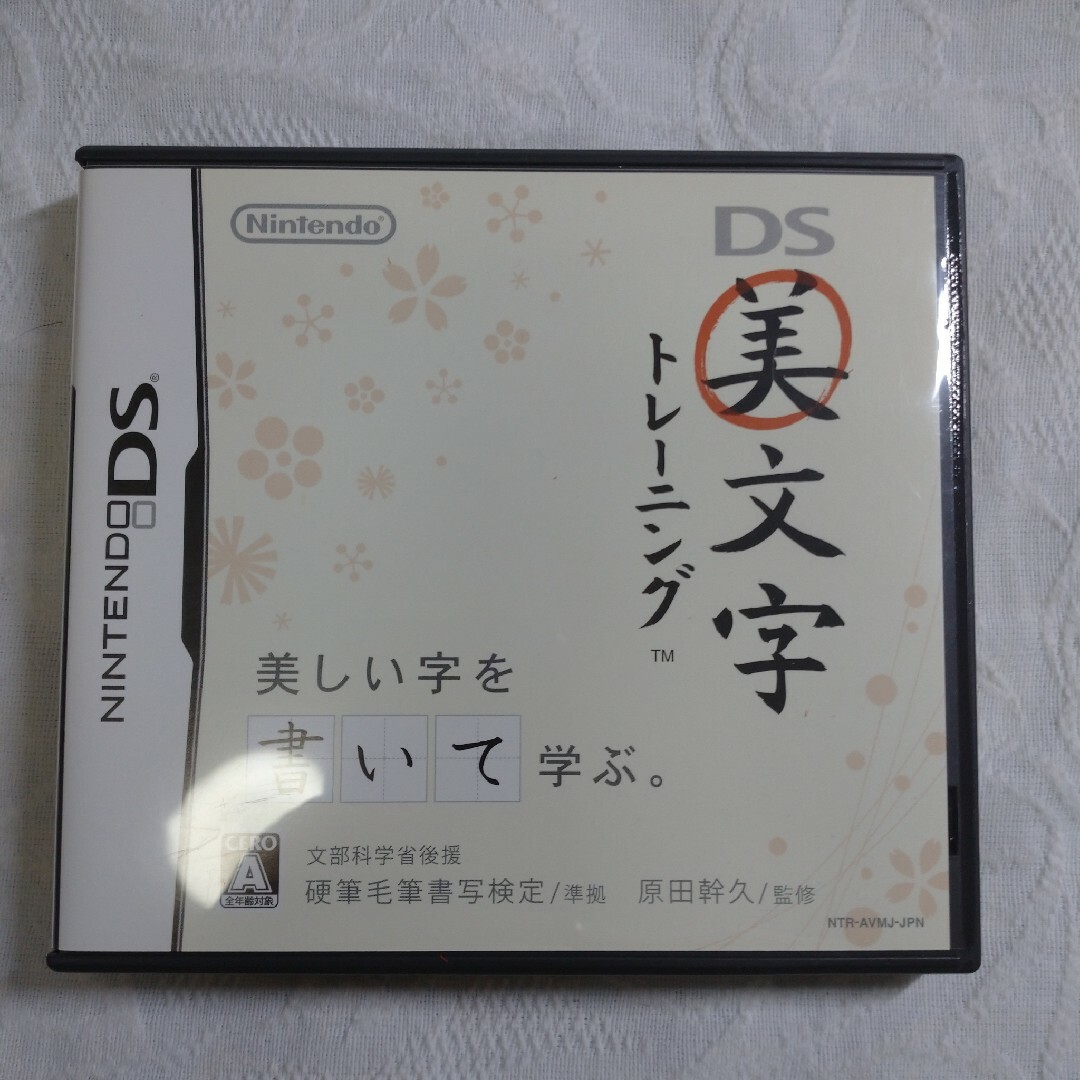 NINTENDO DS®
Nintendo®
DS
美文字
トレーニング™
美しい字を
書いて学ぶ。
CERO
A
全年齢対象
文部科学省後援
硬筆毛筆書写検定/準拠 原田幹久/監修
NTR-AVMJ-JPN